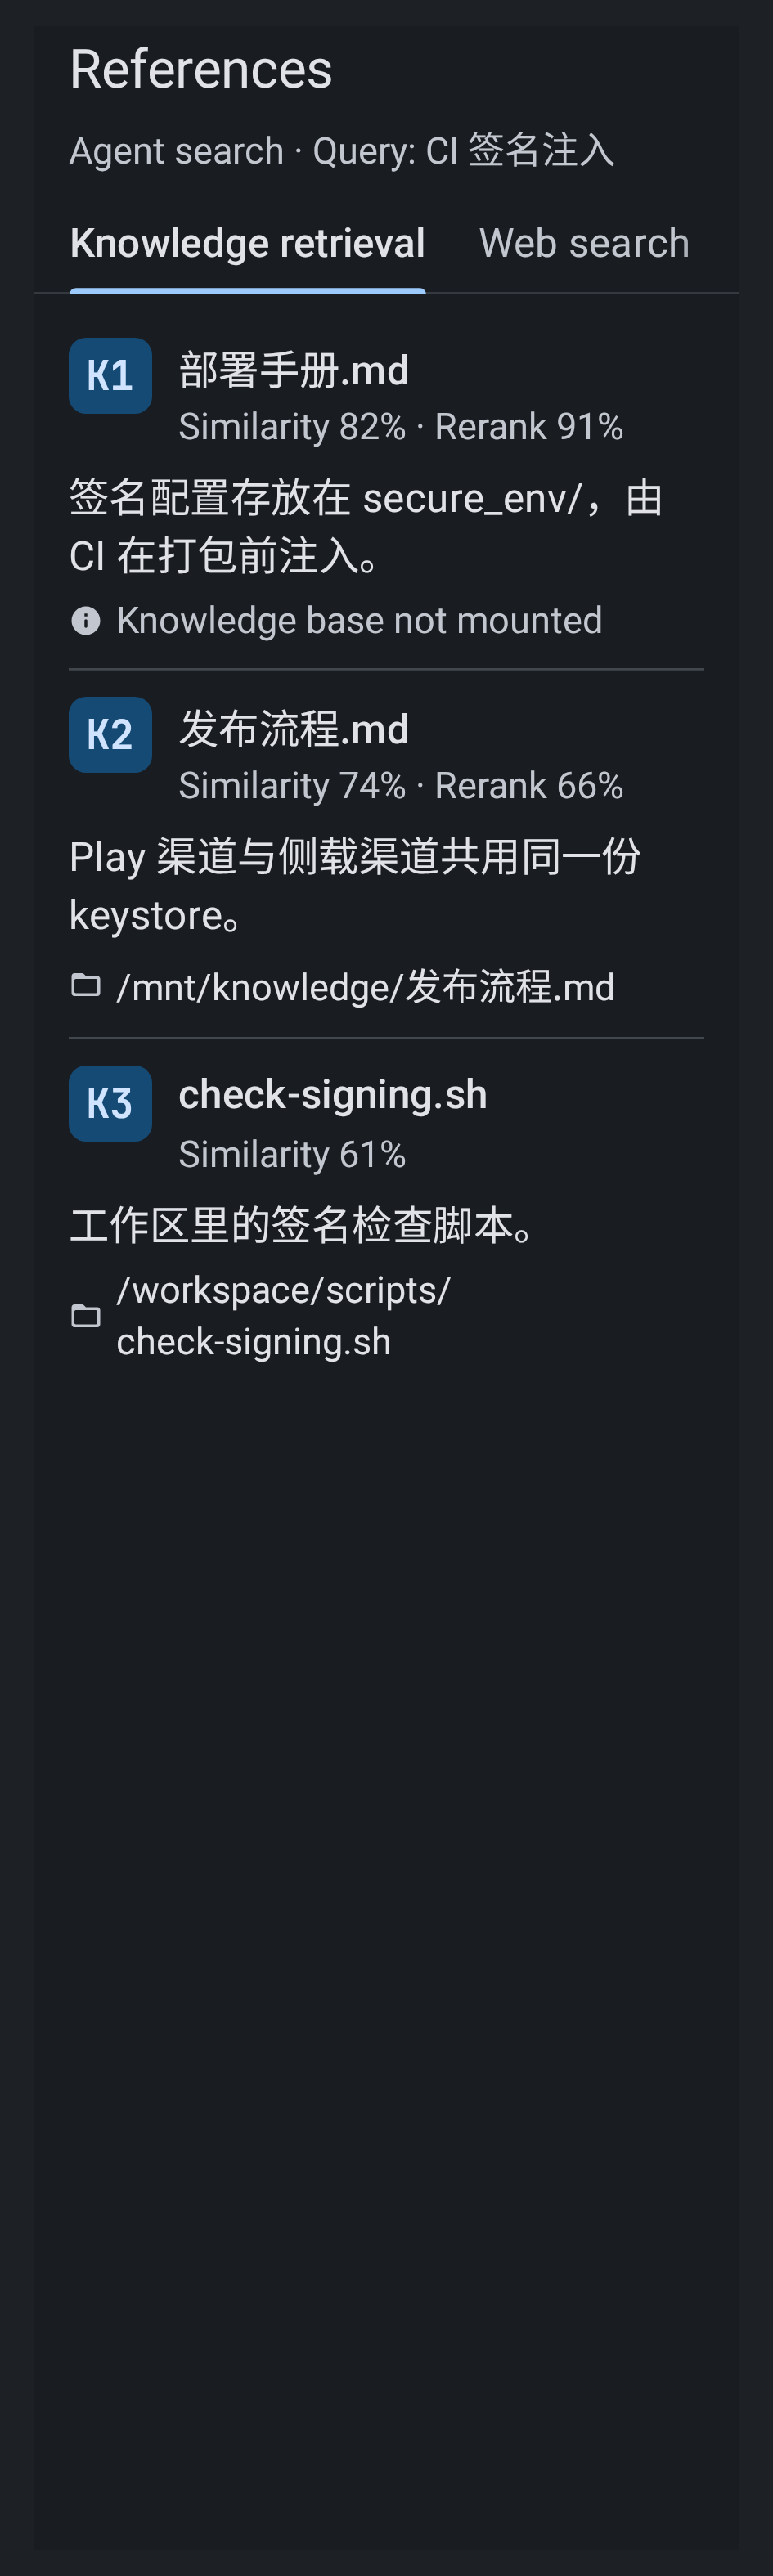 References
Agent search · Query: CI 签名注入
Knowledge retrieval Web search
K1 部署手册.md
Similarity 82% · Rerank 91%
签名配置存放在 secure_env/，由
CI 在打包前注入。
Knowledge base not mounted
K2 发布流程.md
Similarity 74% · Rerank 66%
Play 渠道与侧载渠道共用同一份
keystore。
/mnt/knowledge/发布流程.md
K3 check-signing.sh
Similarity 61%
工作区里的签名检查脚本。
/workspace/scripts/
check-signing.sh